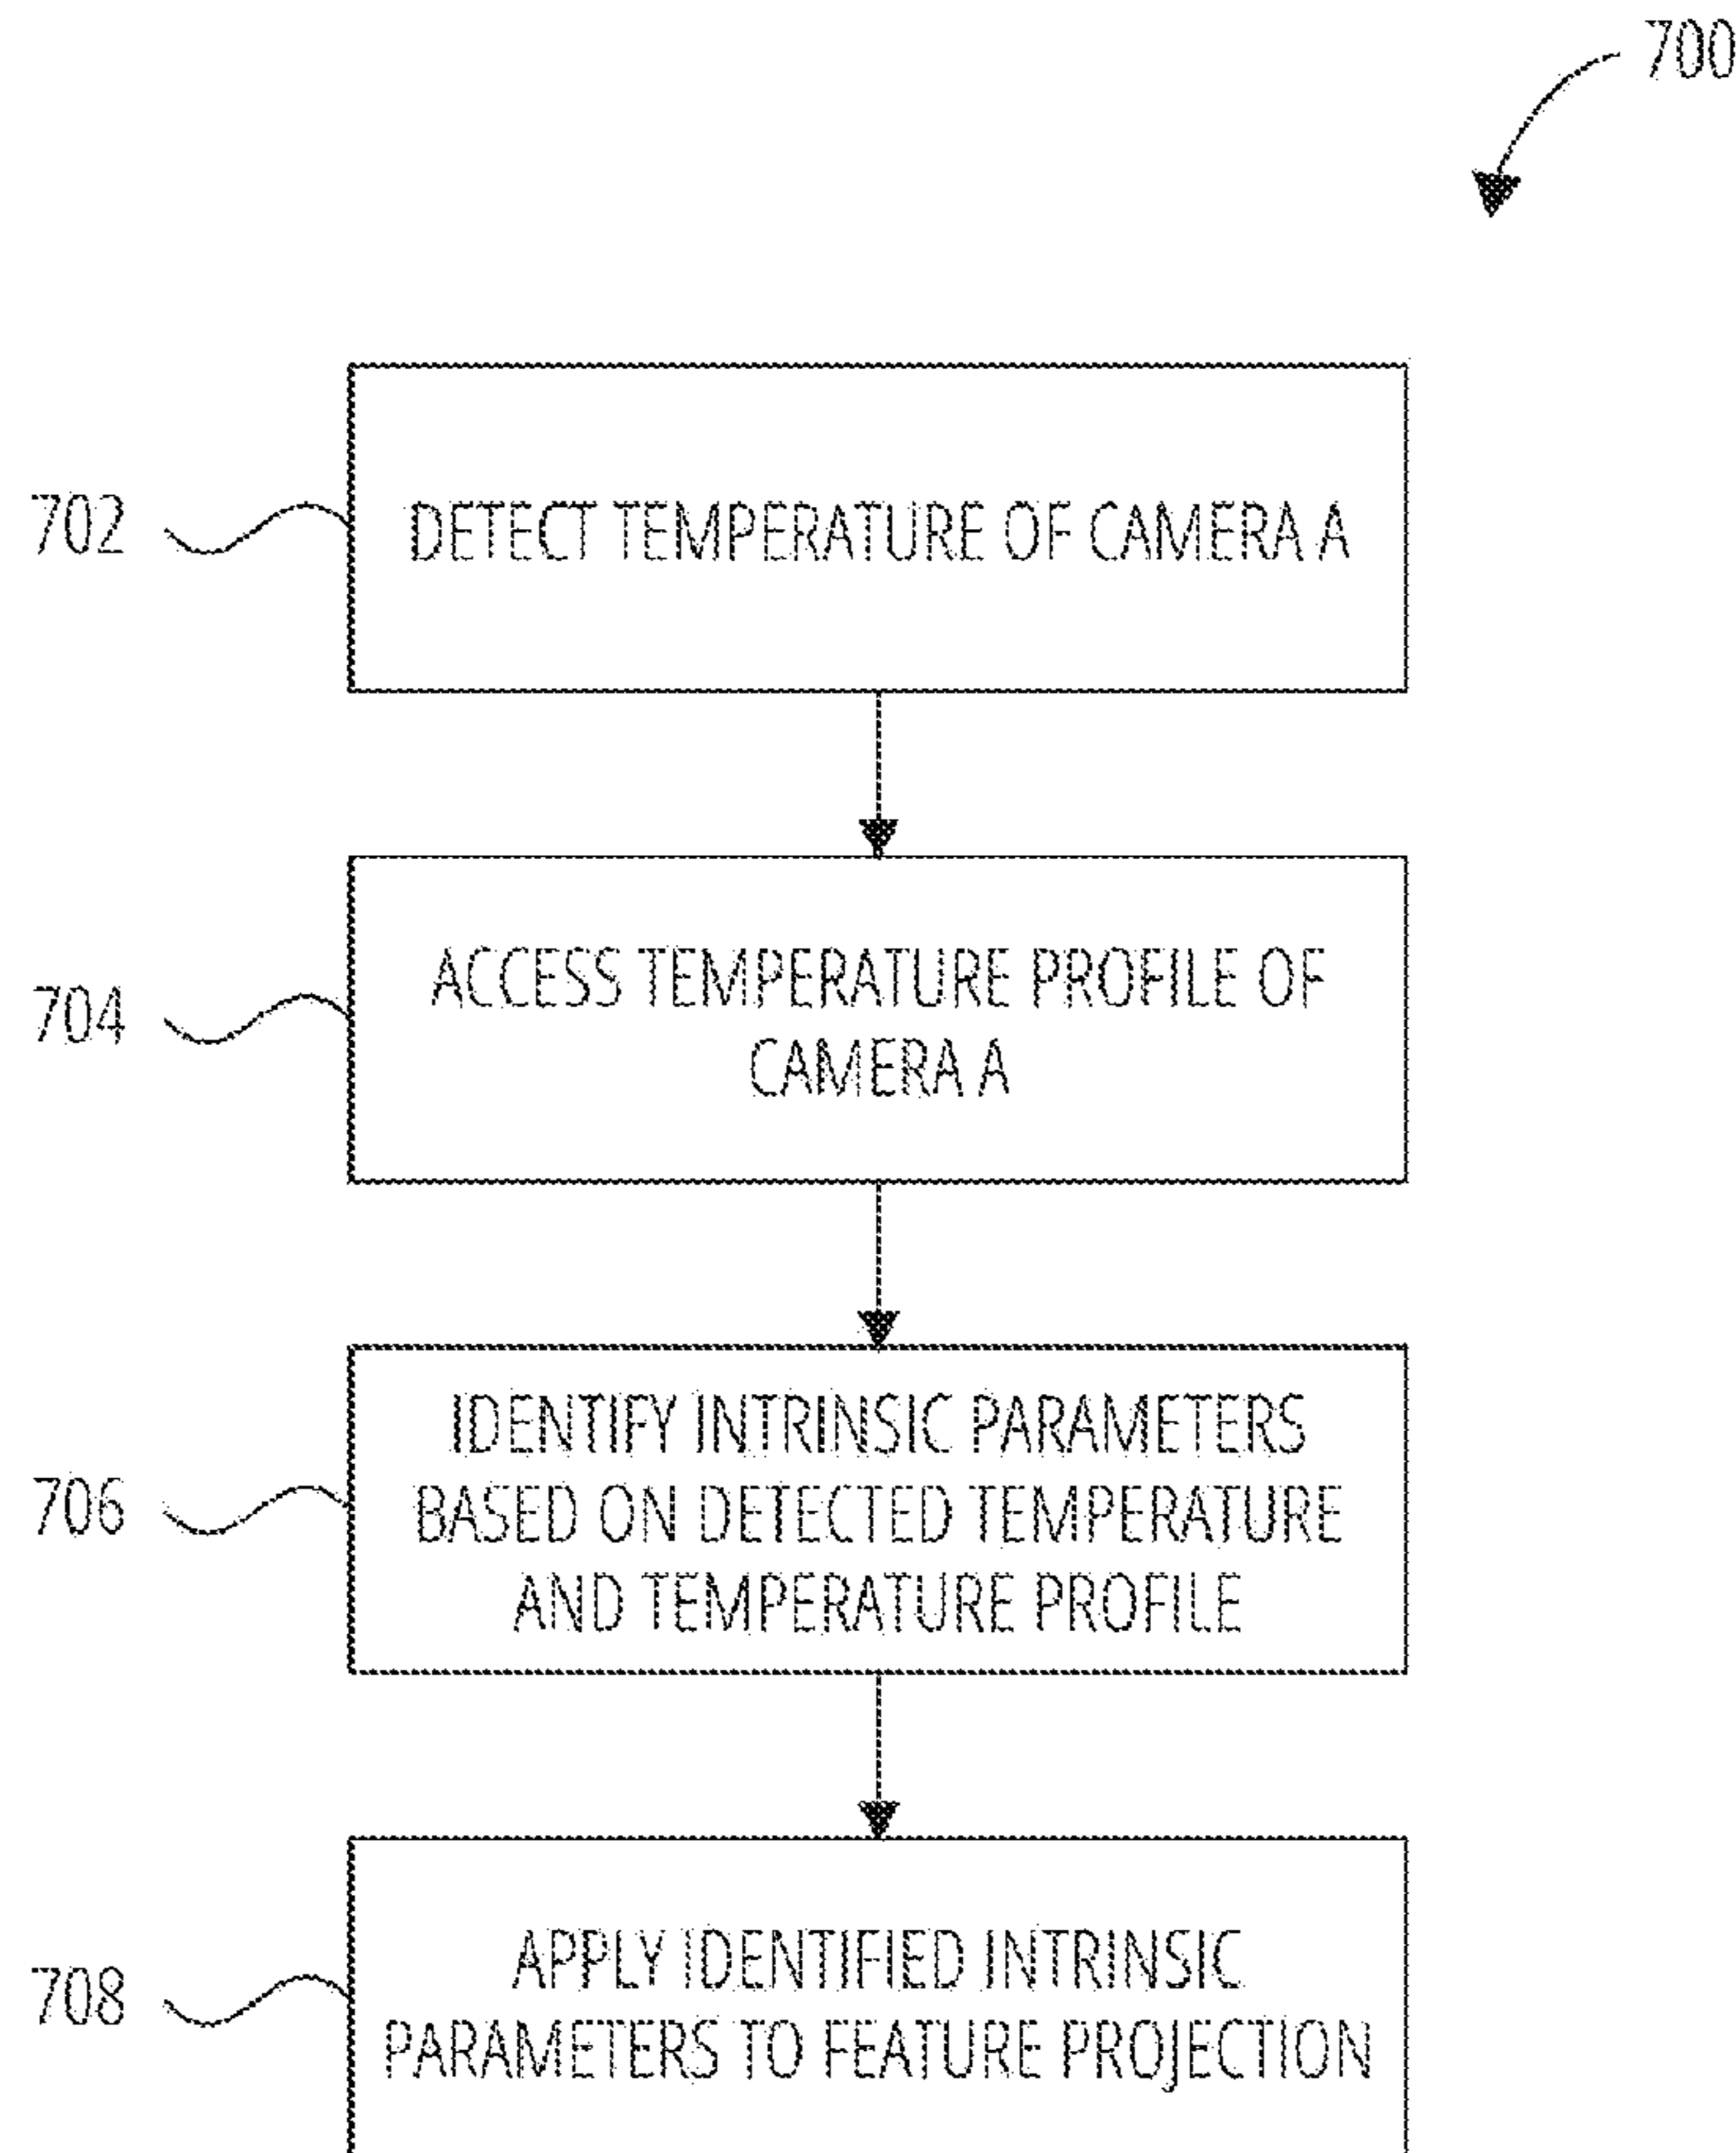 700
702
DETECT TEMPERATURE OF CAMERA A
704
ACCESS TEMPERATURE PROFILE OF
CAMERA A
706
IDENTIFY INTRINSIC PARAMETERS
BASED ON DETECTED TEMPERATURE
AND TEMPERATURE PROFILE
708
APPLY IDENTIFIED INTRINSIC
PARAMETERS TO FEATURE PROJECTION